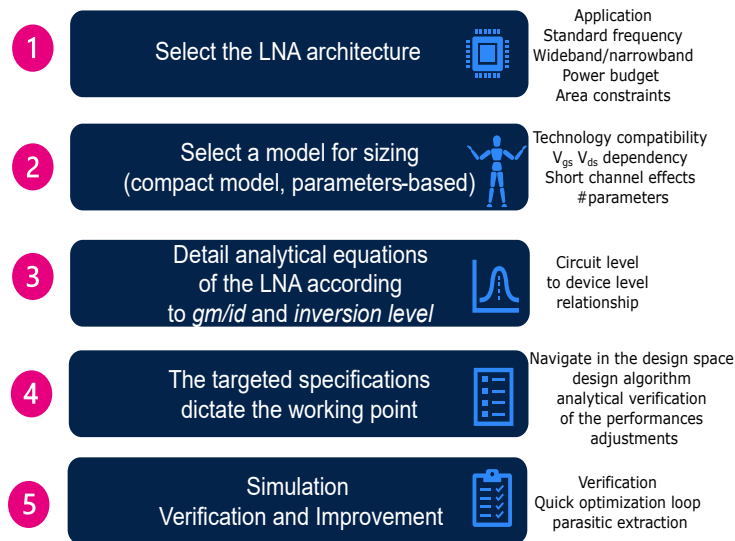 1
Select the LNA architecture
Application
Standard frequency
Wideband/narrowband
Power budget
Area constraints
2
Select a model for sizing
(compact model, parameters-based)
Technology compatibility
Vgs Vds dependency
Short channel effects
#parameters
3
Detail analytical equations
of the LNA according
to gm/id and inversion level
Circuit level
to device level
relationship
4
The targeted specifications
dictate the working point
Navigate in the design space
design algorithm
analytical verification
of the performances
adjustments
5
Simulation
Verification and Improvement
Verification
Quick optimization loop
parasitic extraction